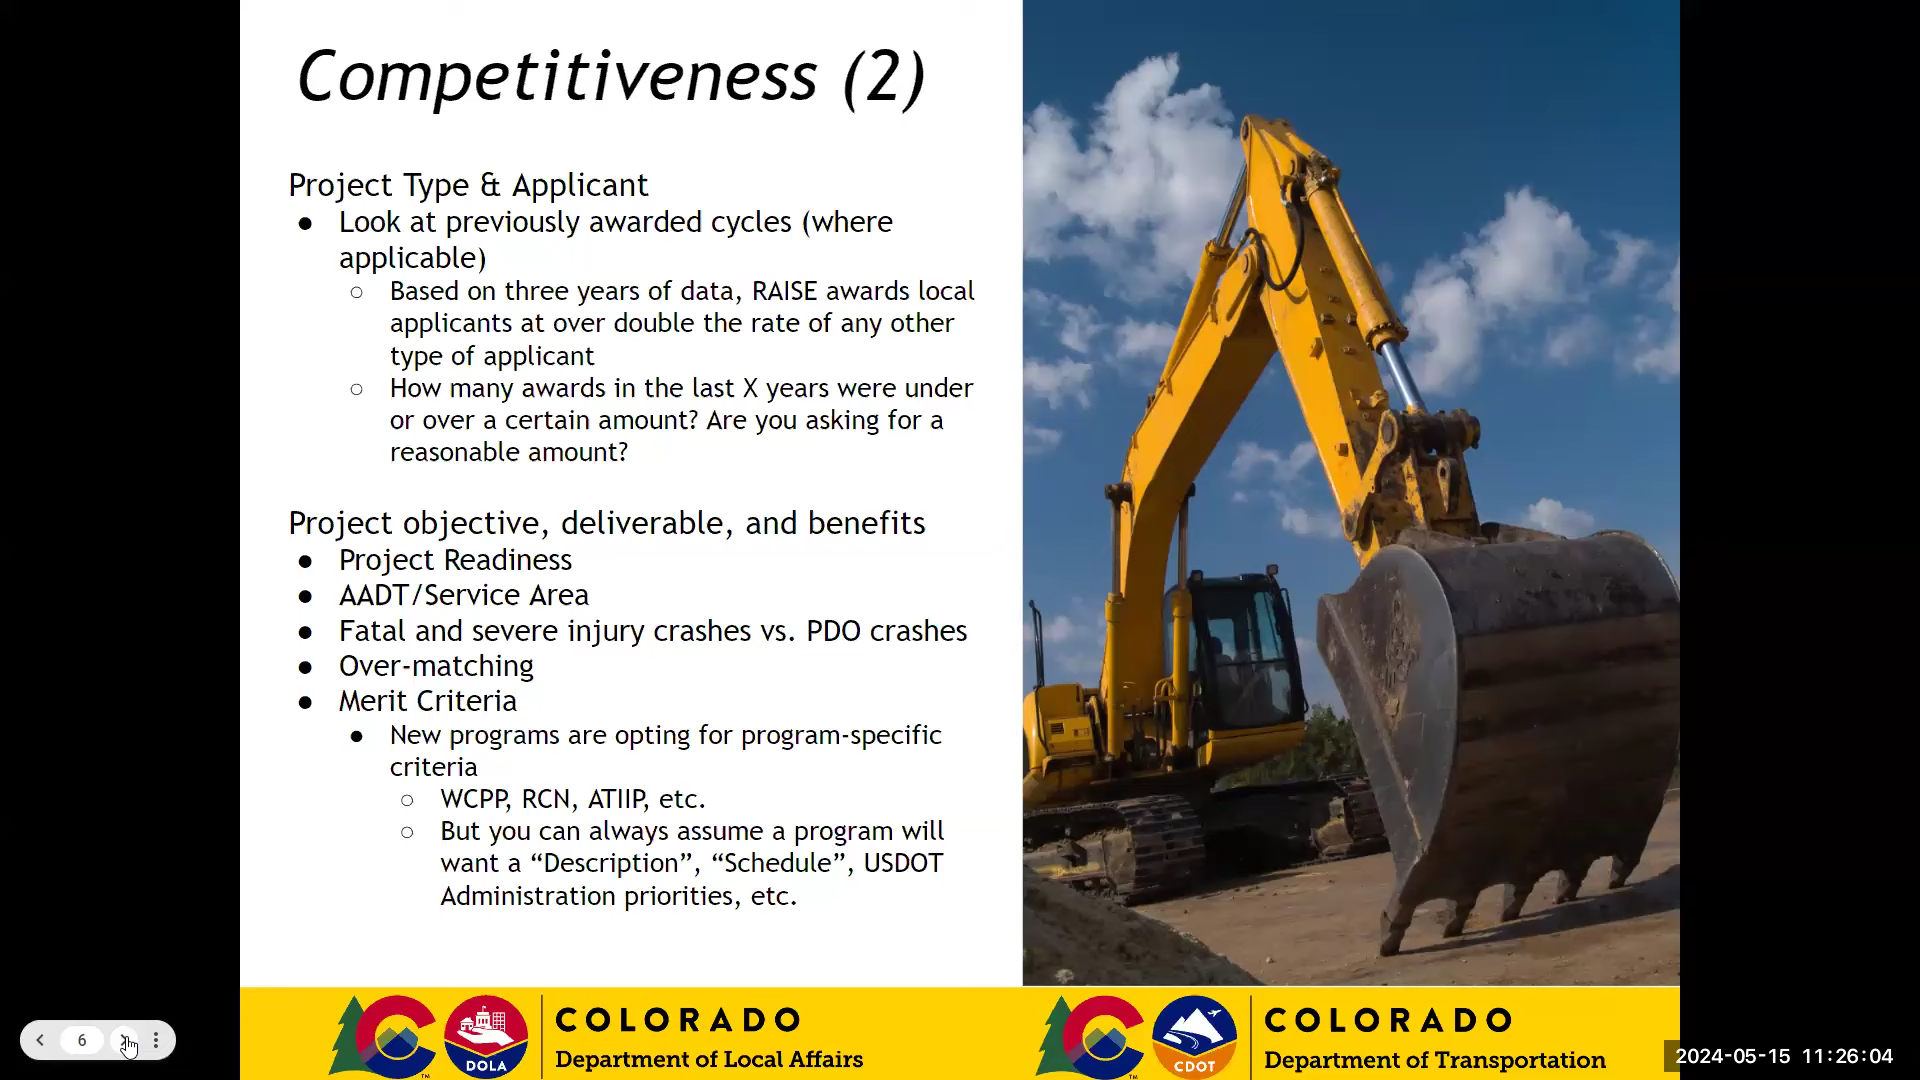 Competitiveness (2)
Project Type & Applicant
● Look at previously awarded cycles (where
applicable)
○ Based on three years of data, RAISE awards local
applicants at over double the rate of any other
type of applicant
○ How many awards in the last X years were under
or over a certain amount? Are you asking for a
reasonable amount?
Project objective, deliverable, and benefits
● Project Readiness
● AADT/Service Area
● Fatal and severe injury crashes vs. PDO crashes
● Over-matching
● Merit Criteria
● New programs are opting for program-specific
criteria
○ WCPP, RCN, ATIIP, etc.
○ But you can always assume a program will
want a “Description”, “Schedule”, USDOT
Administration priorities, etc.
6
TM
DOLA
COLORADO
Department of Local Affairs
TM
CDOT
COLORADO
Department of Transportation
2024-05-15 11:26:04